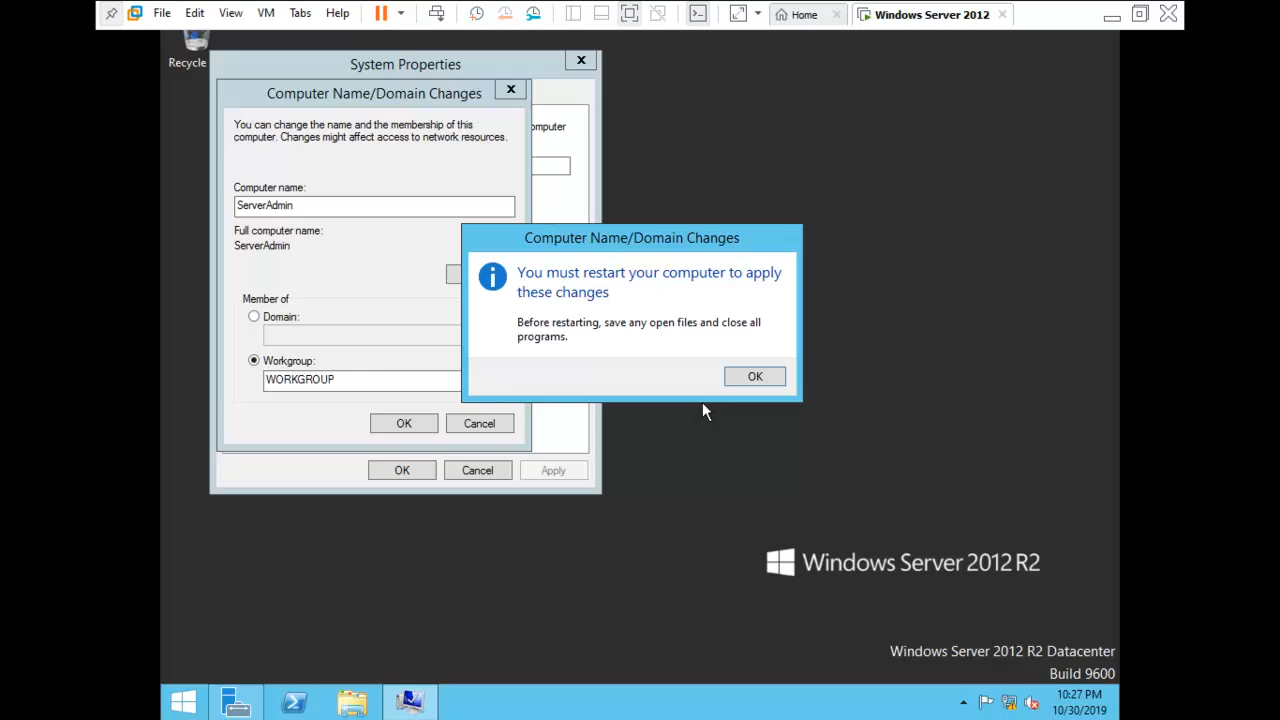 File Edit View VM Tabs Help Home Windows Server 2012
Recycle
System Properties
Computer Name/Domain Changes
You can change the name and the membership of this
computer. Changes might affect access to network resources.
omputer
Computer name:
ServerAdmin
Full computer name:
ServerAdmin
Member of
Domain:
Workgroup:
WORKGROUP
OK Cancel
OK Cancel Apply
Computer Name/Domain Changes
You must restart your computer to apply
these changes
Before restarting, save any open files and close all
programs.
OK
Windows Server 2012 R2
Windows Server 2012 R2 Datacenter
Build 9600
10:27 PM
10/30/2019